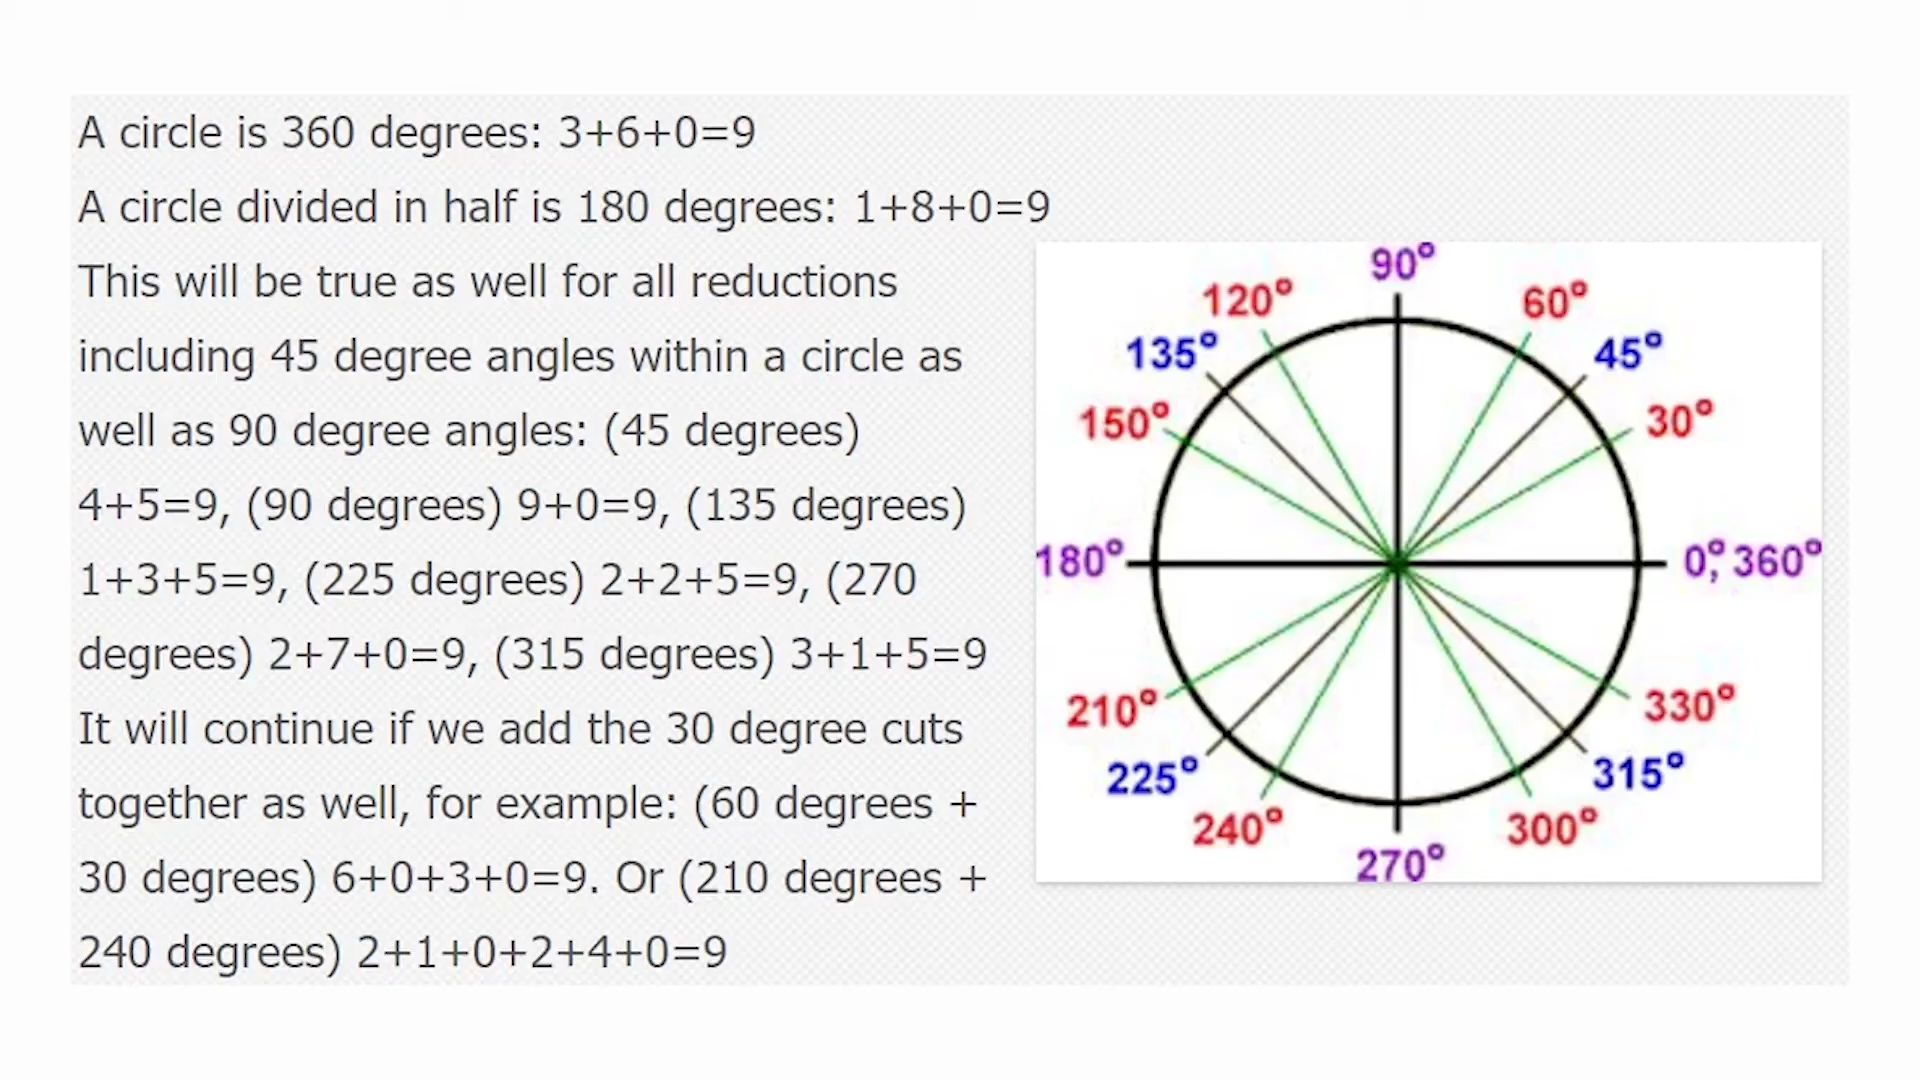 A circle is 360 degrees: 3+6+0=9
A circle divided in half is 180 degrees: 1+8+0=9
This will be true as well for all reductions
including 45 degree angles within a circle as
well as 90 degree angles: (45 degrees)
4+5=9, (90 degrees) 9+0=9, (135 degrees)
1+3+5=9, (225 degrees) 2+2+5=9, (270
degrees) 2+7+0=9, (315 degrees) 3+1+5=9
It will continue if we add the 30 degree cuts
together as well, for example: (60 degrees +
30 degrees) 6+0+3+0=9. Or (210 degrees +
240 degrees) 2+1+0+2+4+0=9
90°
120°
60°
135°
45°
150°
30°
180°
0°, 360°
210°
330°
225°
315°
240°
300°
270°